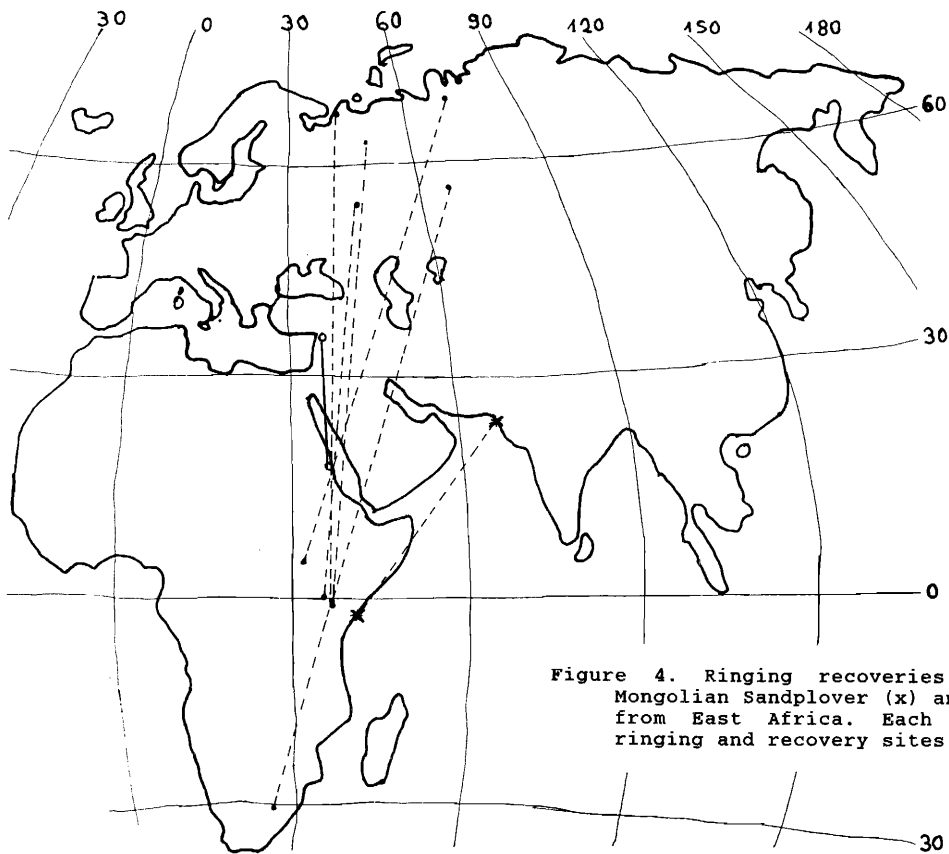 30 0 30 60 90 120 150 180
60
30
0
Figure 4. Ringing recoveries
Mongolian Sandplover (x)
from East Africa. Each
ringing and recovery sites
30